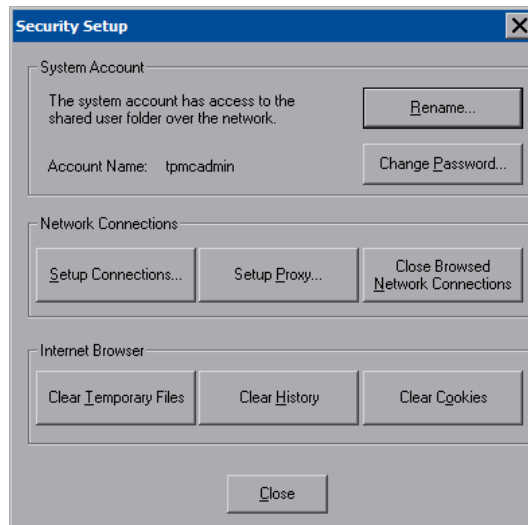 Security Setup
System Account
The system account has access to the
shared user folder over the network.
Rename...
Account Name: tpmcadmin
Change Password...
Network Connections
Setup Connections...
Setup Proxy...
Close Browsed
Network Connections
Internet Browser
Clear Temporary Files
Clear History
Clear Cookies
Close